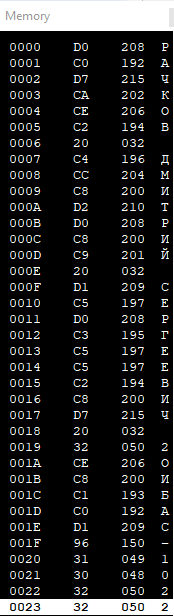 Memory
0000 D0 208 Р
0001 C0 192 А
0002 D7 215 Ч
0003 CA 202 К
0004 CE 206 О
0005 C2 194 В
0006 20 032
0007 C4 196 Д
0008 CC 204 М
0009 C8 200 И
000A D2 210 Т
000B D0 208 Р
000C C8 200 И
000D C9 201 Й
000E 20 032
000F D1 209 С
0010 C5 197 Е
0011 D0 208 Р
0012 C3 195 Г
0013 C5 197 Е
0014 C5 197 Е
0015 C2 194 В
0016 C8 200 И
0017 D7 215 Ч
0018 20 032
0019 32 050 2
001A CE 206 О
001B C8 200 И
001C C1 193 Б
001D C0 192 А
001E D1 209 С
001F 96 150 –
0020 31 049 1
0021 30 048 0
0022 32 050 2
0023 32 050 2